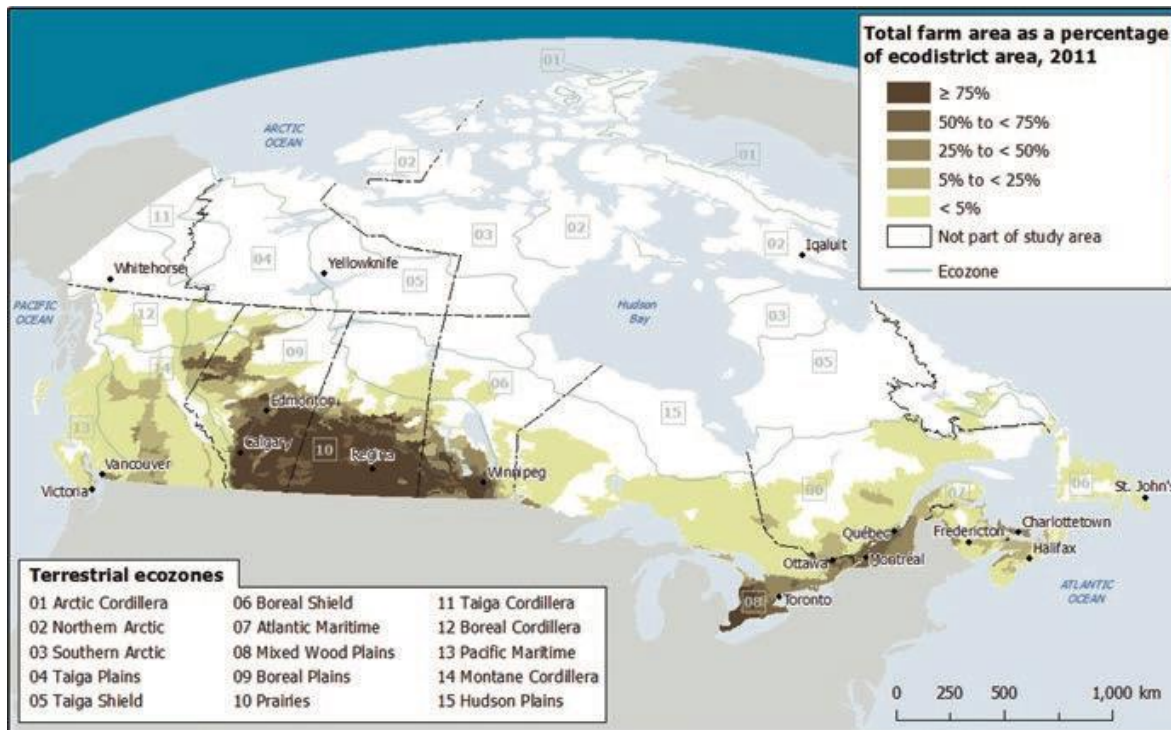 Total farm area as a percentage
of ecodistrict area, 2011
≥ 75%
50% to < 75%
25% to < 50%
5% to < 25%
< 5%
Not part of study area
Ecozone
01
ARCTIC
OCEAN
02
01
11
03
02
02
Iqaluit
04
Whitehorse
Yellowknife
05
PACIFIC
OCEAN
12
Hudson
Bay
03
14
09
05
06
15
Edmonton
13
Calgary
10
Regina
Vancouver
Winnipeg
Victoria
06
St. John's
07
Québec
Fredericton
Charlottetown
Ottawa
Montréal
Halifax
08
Toronto
ATLANTIC
OCEAN
Terrestrial ecozones
01 Arctic Cordillera
02 Northern Arctic
03 Southern Arctic
04 Taiga Plains
05 Taiga Shield
06 Boreal Shield
07 Atlantic Maritime
08 Mixed Wood Plains
09 Boreal Plains
10 Prairies
11 Taiga Cordillera
12 Boreal Cordillera
13 Pacific Maritime
14 Montane Cordillera
15 Hudson Plains
0 250 500 1,000 km